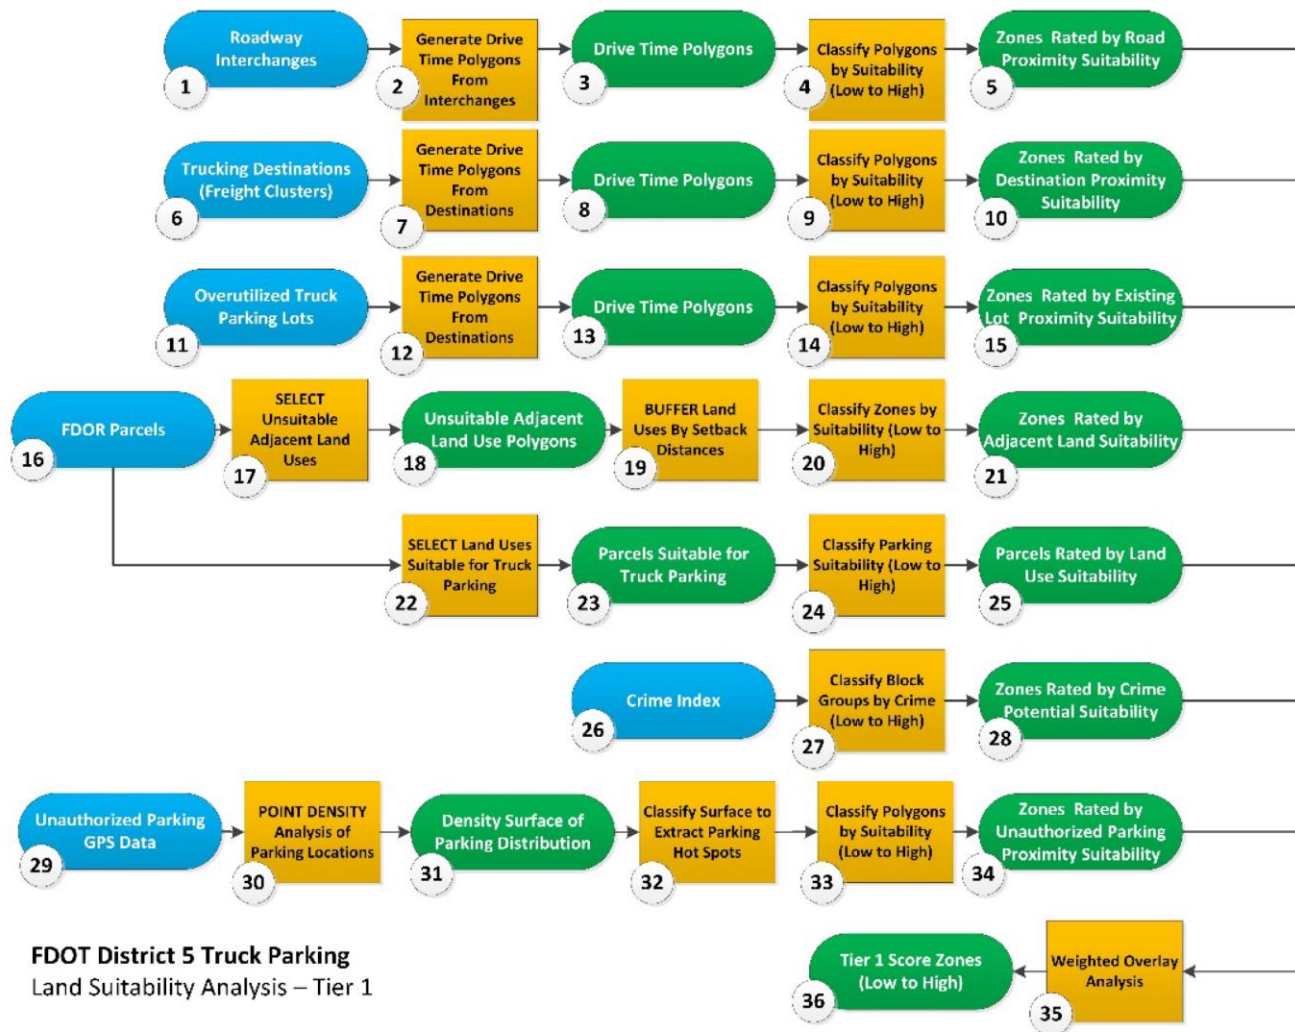 Roadway
Interchanges
1
Generate Drive
Time Polygons
From
Interchanges
2
Drive Time Polygons
3
Classify Polygons
by Suitability
(Low to High)
4
Zones Rated by Road
Proximity Suitability
5
Trucking Destinations
(Freight Clusters)
6
Generate Drive
Time Polygons
From
Destinations
7
Drive Time Polygons
8
Classify Polygons
by Suitability
(Low to High)
9
Zones Rated by
Destination Proximity
Suitability
10
Overutilized Truck
Parking Lots
11
Generate Drive
Time Polygons
From
Destinations
12
Drive Time Polygons
13
Classify Polygons
by Suitability
(Low to High)
14
Zones Rated by Existing
Lot Proximity Suitability
15
FDOR Parcels
16
SELECT
Unsuitable
Adjacent Land
Uses
17
Unsuitable Adjacent
Land Use Polygons
18
BUFFER Land
Uses By Setback
Distances
19
Classify Zones by
Suitability (Low to
High)
20
Zones Rated by
Adjacent Land Suitability
21
SELECT Land Uses
Suitable for Truck
Parking
22
Parcels Suitable for
Truck Parking
23
Classify Parking
Suitability (Low to
High)
24
Parcels Rated by Land
Use Suitability
25
Crime Index
26
Classify Block
Groups by Crime
(Low to High)
27
Zones Rated by Crime
Potential Suitability
28
Unauthorized Parking
GPS Data
29
POINT DENSITY
Analysis of
Parking Locations
30
Density Surface of
Parking Distribution
31
Classify Surface to
Extract Parking
Hot Spots
32
Classify Polygons
by Suitability
(Low to High)
33
Zones Rated by
Unauthorized Parking
Proximity Suitability
34
Weighted Overlay
Analysis
35
Tier 1 Score Zones
(Low to High)
36
FDOT District 5 Truck Parking
Land Suitability Analysis – Tier 1